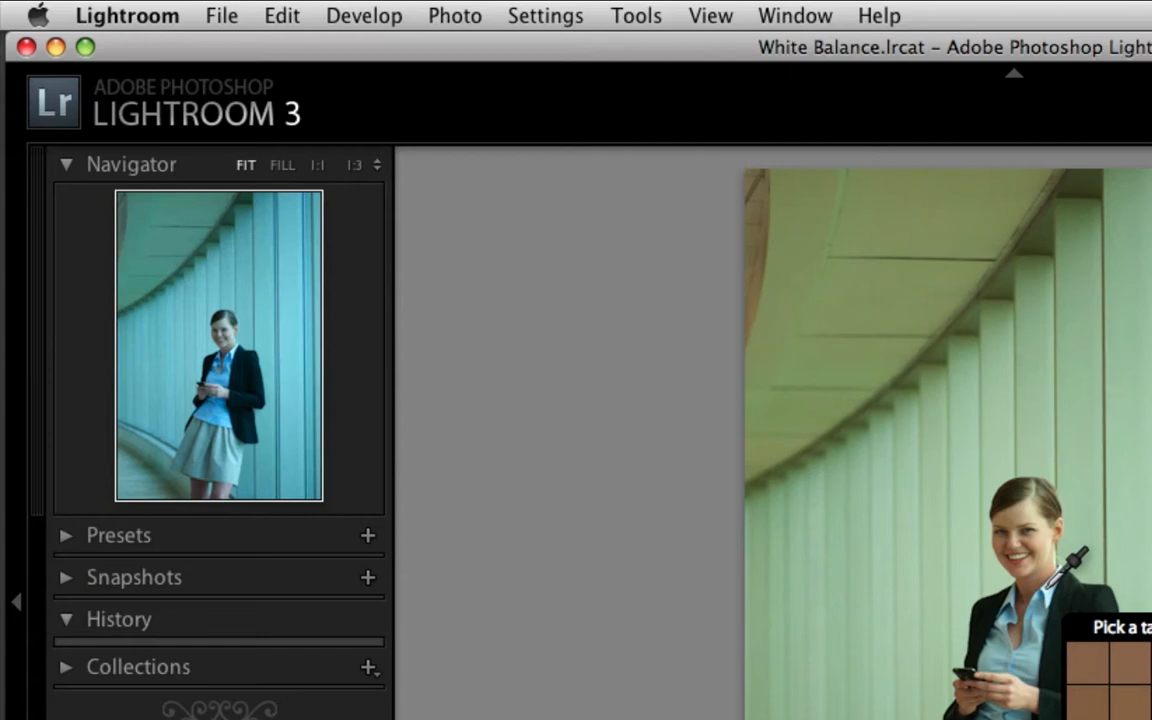 Lightroom File Edit Develop Photo Settings Tools View Window Help
White Balance.lrcat – Adobe Photoshop Light
Lr
ADOBE PHOTOSHOP
LIGHTROOM 3
Navigator FIT FILL 1:1 1:3
Presets
Snapshots
History
Collections
Pick a ta